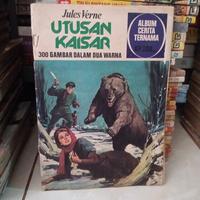 Jules Verne
UTUSAN
KAISAR
300 GAMBAR DALAM DUA WARNA
ALBUM
CERITA
TERNAMA